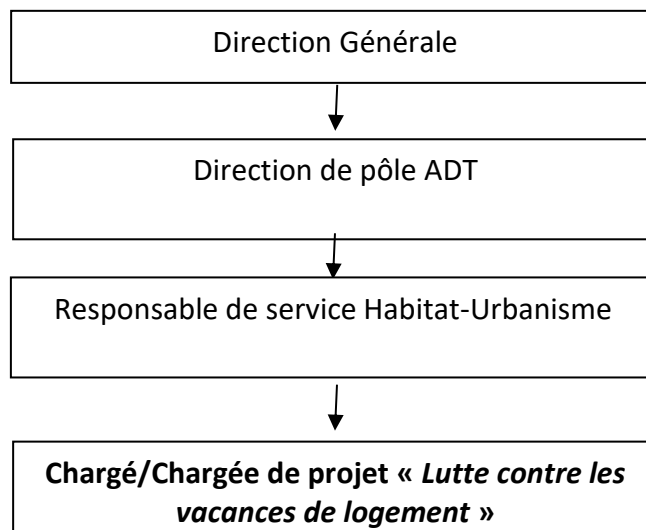 Direction Générale
Direction de pôle ADT
Responsable de service Habitat-Urbanisme
Chargé/Chargée de projet « Lutte contre les
vacances de logement »